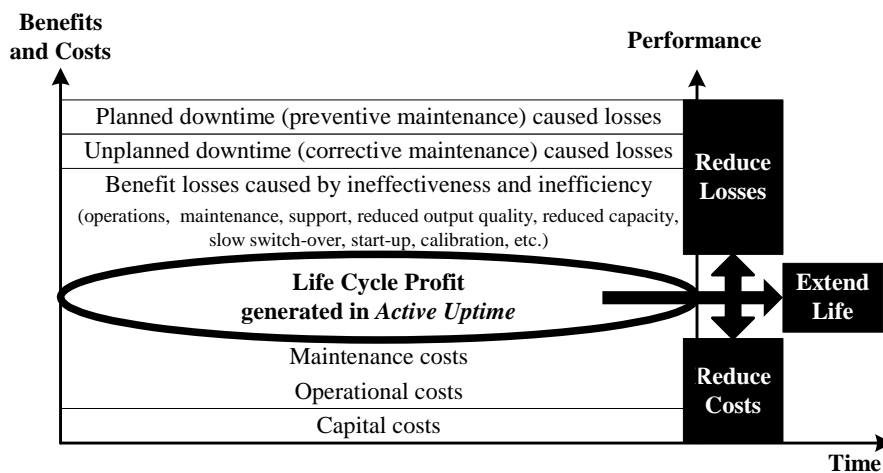 Benefits
and Costs
Performance
Planned downtime (preventive maintenance) caused losses
Unplanned downtime (corrective maintenance) caused losses
Benefit losses caused by ineffectiveness and inefficiency
(operations, maintenance, support, reduced output quality, reduced capacity,
slow switch-over, start-up, calibration, etc.)
Reduce
Losses
Life Cycle Profit
generated in Active Uptime
Extend
Life
Maintenance costs
Operational costs
Capital costs
Reduce
Costs
Time